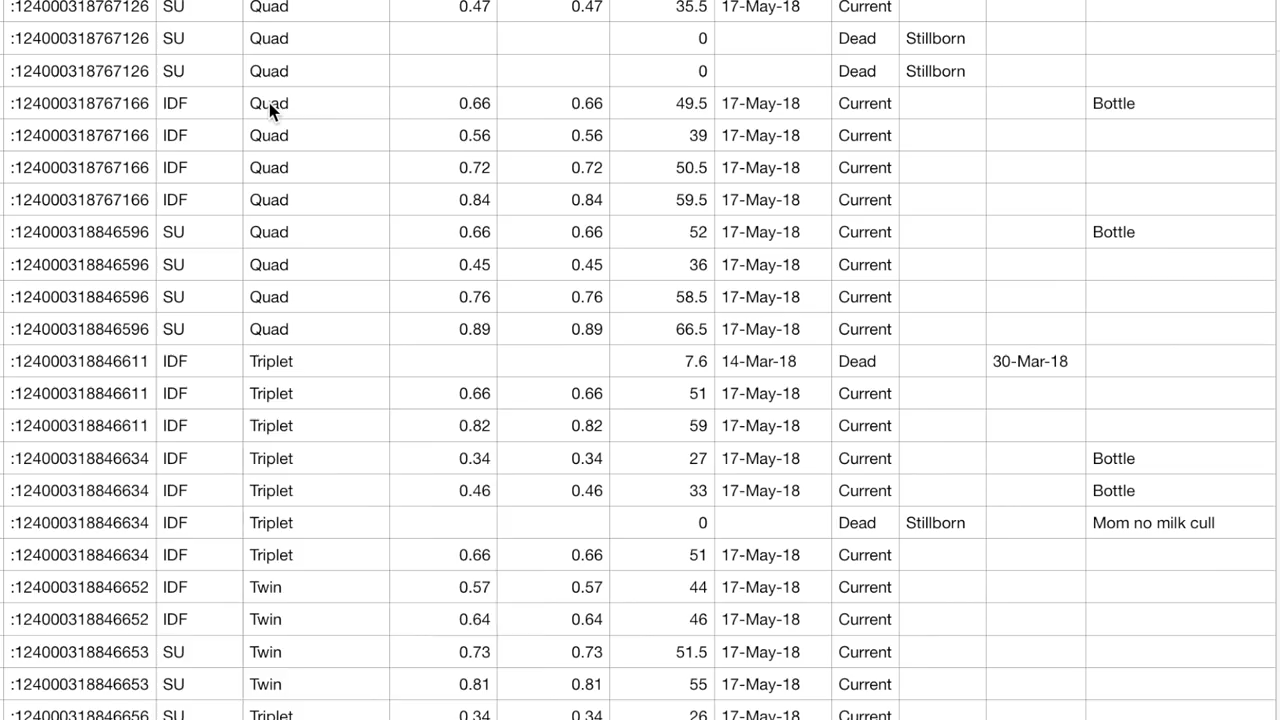 :124000318767126 SU Quad 0.47 0.47 35.5 17-May-18 Current
:124000318767126 SU Quad 0 Dead Stillborn
:124000318767126 SU Quad 0 Dead Stillborn
:124000318767166 IDF Quad 0.66 0.66 49.5 17-May-18 Current Bottle
:124000318767166 IDF Quad 0.56 0.56 39 17-May-18 Current
:124000318767166 IDF Quad 0.72 0.72 50.5 17-May-18 Current
:124000318767166 IDF Quad 0.84 0.84 59.5 17-May-18 Current
:124000318846596 SU Quad 0.66 0.66 52 17-May-18 Current Bottle
:124000318846596 SU Quad 0.45 0.45 36 17-May-18 Current
:124000318846596 SU Quad 0.76 0.76 58.5 17-May-18 Current
:124000318846596 SU Quad 0.89 0.89 66.5 17-May-18 Current
:124000318846611 IDF Triplet 7.6 14-Mar-18 Dead 30-Mar-18
:124000318846611 IDF Triplet 0.66 0.66 51 17-May-18 Current
:124000318846611 IDF Triplet 0.82 0.82 59 17-May-18 Current
:124000318846634 IDF Triplet 0.34 0.34 27 17-May-18 Current Bottle
:124000318846634 IDF Triplet 0.46 0.46 33 17-May-18 Current Bottle
:124000318846634 IDF Triplet 0 Dead Stillborn Mom no milk cull
:124000318846634 IDF Triplet 0.66 0.66 51 17-May-18 Current
:124000318846652 IDF Twin 0.57 0.57 44 17-May-18 Current
:124000318846652 IDF Twin 0.64 0.64 46 17-May-18 Current
:124000318846653 SU Twin 0.73 0.73 51.5 17-May-18 Current
:124000318846653 SU Twin 0.81 0.81 55 17-May-18 Current
:124000318846656 SU Triplet 0.34 0.34 26 17-May-18 Current